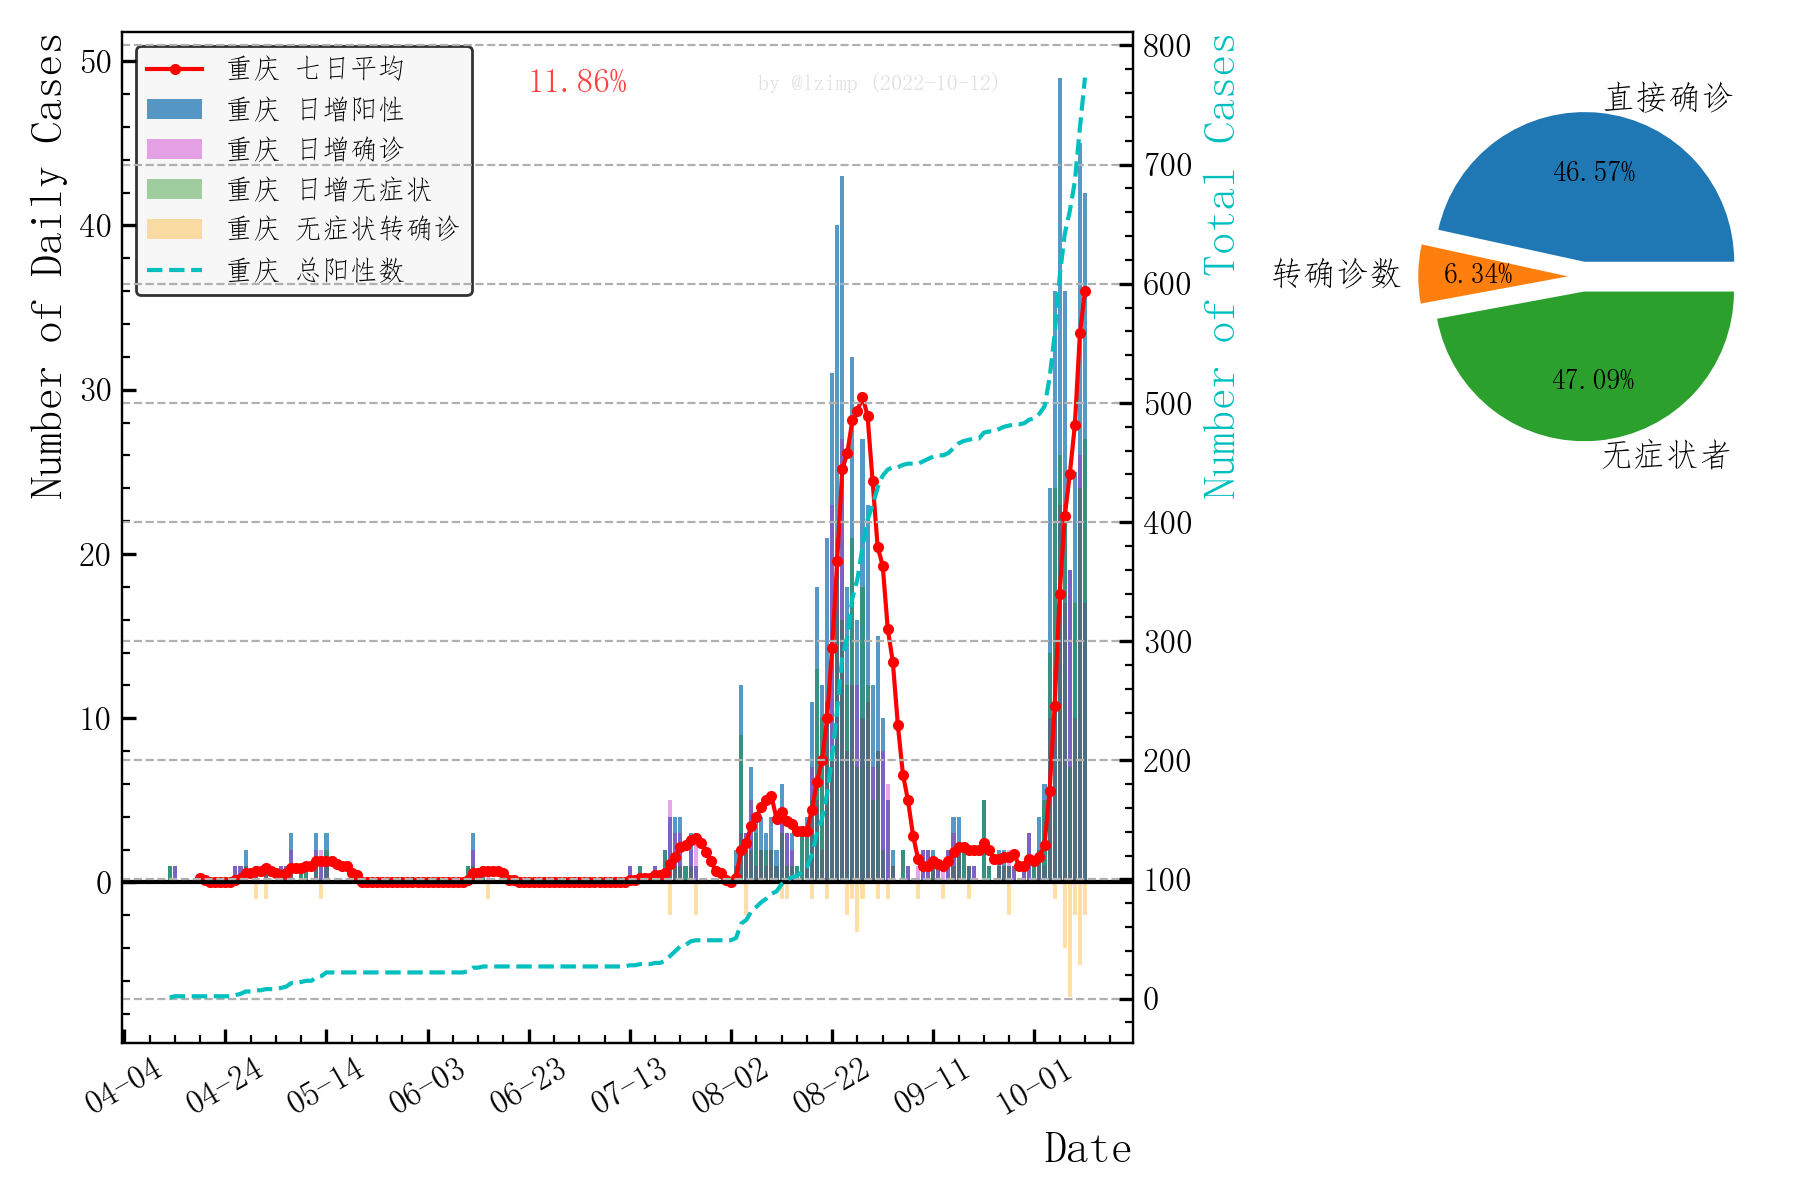 Number of Daily Cases
50
40
30
20
10
0
重庆 七日平均
重庆 日增阳性
重庆 日增确诊
重庆 日增无症状
重庆 无症状转确诊
重庆 总阳性数
11.86%
by @lzimp (2022-10-12)
800
700
600
500
400
300
200
100
0
Number of Total Cases
04-04
04-24
05-14
06-03
06-23
07-13
08-02
08-22
09-11
10-01
Date
直接确诊
46.57%
转确诊数
6.34%
47.09%
无症状者